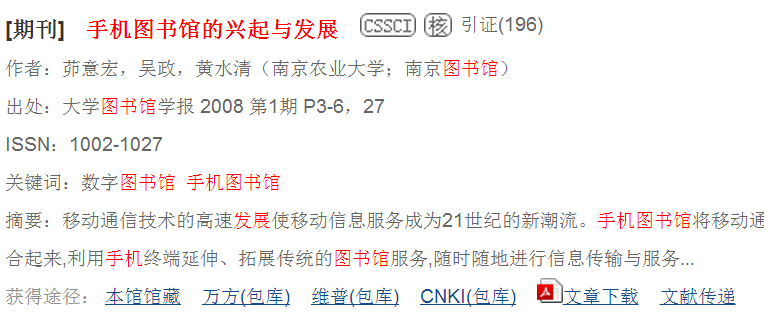 [期刊] 手机图书馆的兴起与发展 CSSCI 核 引证(196)
作者：茆意宏，吴政，黄水清（南京农业大学；南京图书馆）
出处：大学图书馆学报 2008 第1期 P3-6，27
ISSN：1002-1027
关键词：数字图书馆 手机图书馆
摘要：移动通信技术的高速发展使移动信息服务成为21世纪的新潮流。手机图书馆将移动通
合起来,利用手机终端延伸、拓展传统的图书馆服务,随时随地进行信息传输与服务...
获得途径： 本馆馆藏 万方(包库) 维普(包库) CNKI(包库) 文章下载 文献传递